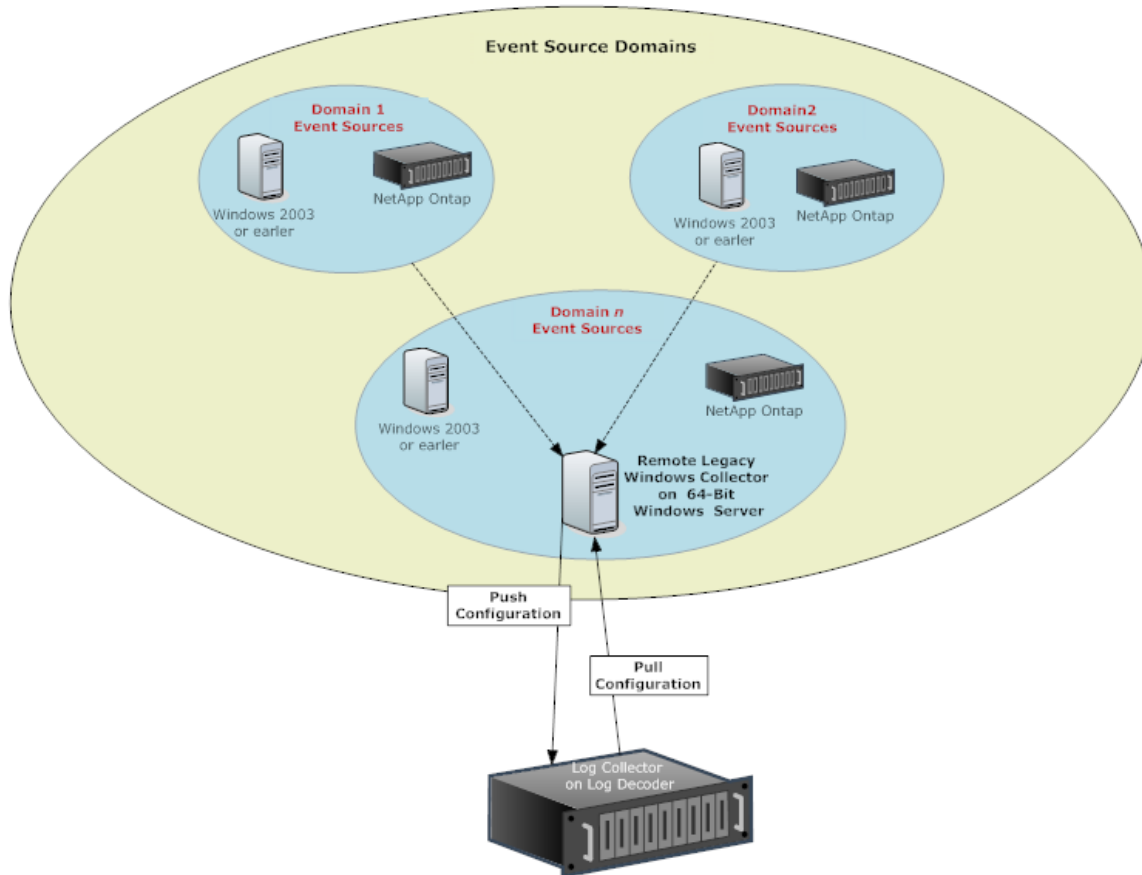 Event Source Domains
Domain 1
Event Sources
Windows 2003
or earler
NetApp Ontap
Domain2
Event Sources
Windows 2003
or earler
NetApp Ontap
Domain n
Event Sources
Windows 2003
or earler
NetApp Ontap
Remote Legacy
Windows Collector
on 64-Bit
Windows Server
Push
Configuration
Pull
Configuration
Log Collector
on Log Decoder